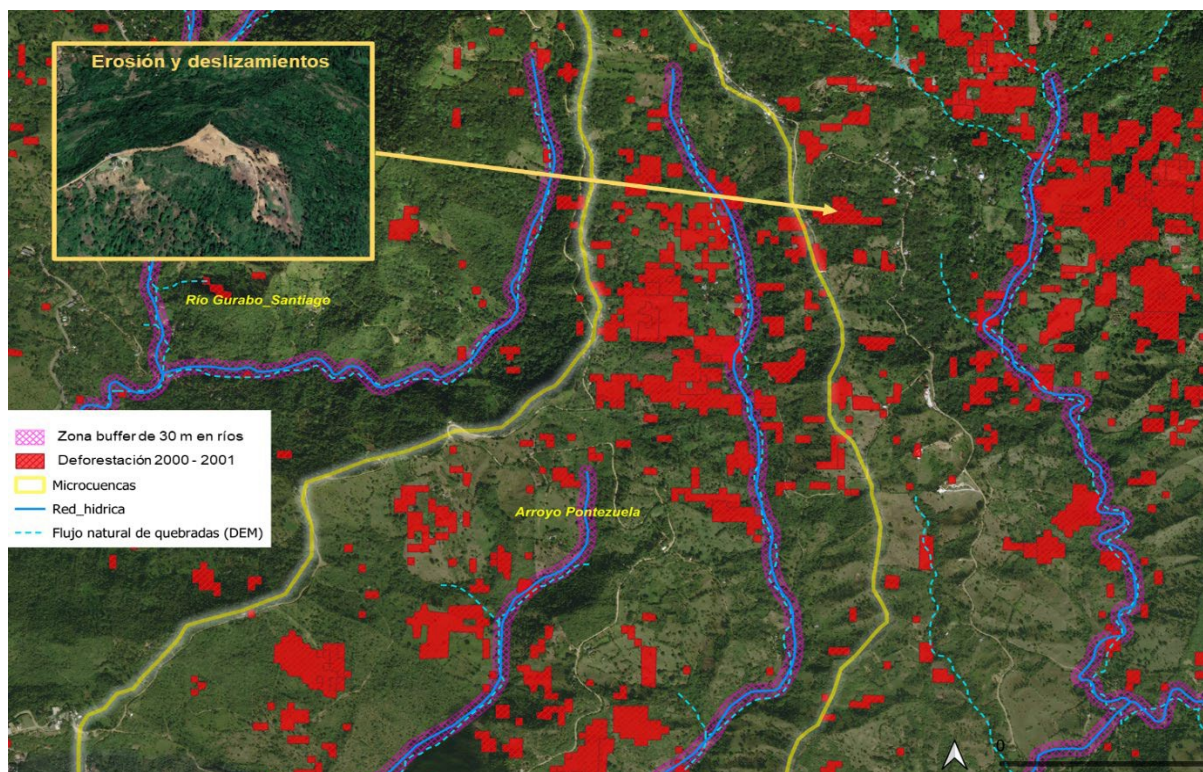 Erosión y deslizamientos
Río Gurabo_Santiago
Zona buffer de 30 m en ríos
Deforestación 2000 - 2001
Microcuencas
Red_hidrica
Flujo natural de quebradas (DEM)
Arroyo Pontezuela
0